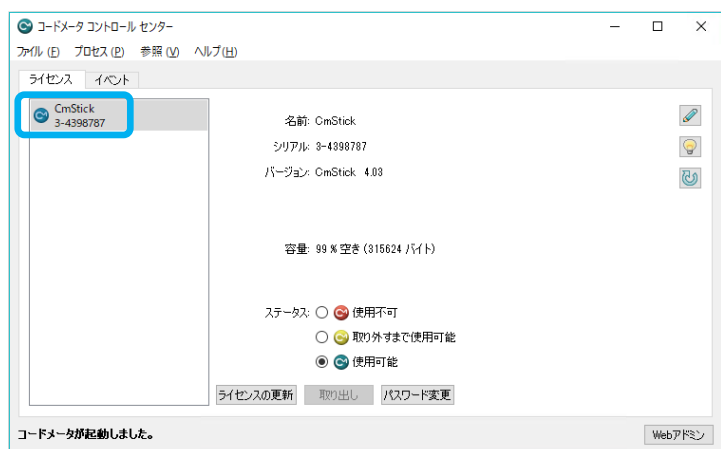 コードメータ コントロール センター
ファイル (F) プロセス (P) 参照 (V) ヘルプ(H)
ライセンス イベント
CmStick
3-4398787
名前: CmStick
シリアル: 3-4398787
バージョン: CmStick 4.03
容量: 99 % 空き (315624 バイト)
ステータス: 使用不可
取り外すまで使用可能
使用可能
ライセンスの更新 取り出し パスワード変更
コードメータが起動しました。 Webアドミン